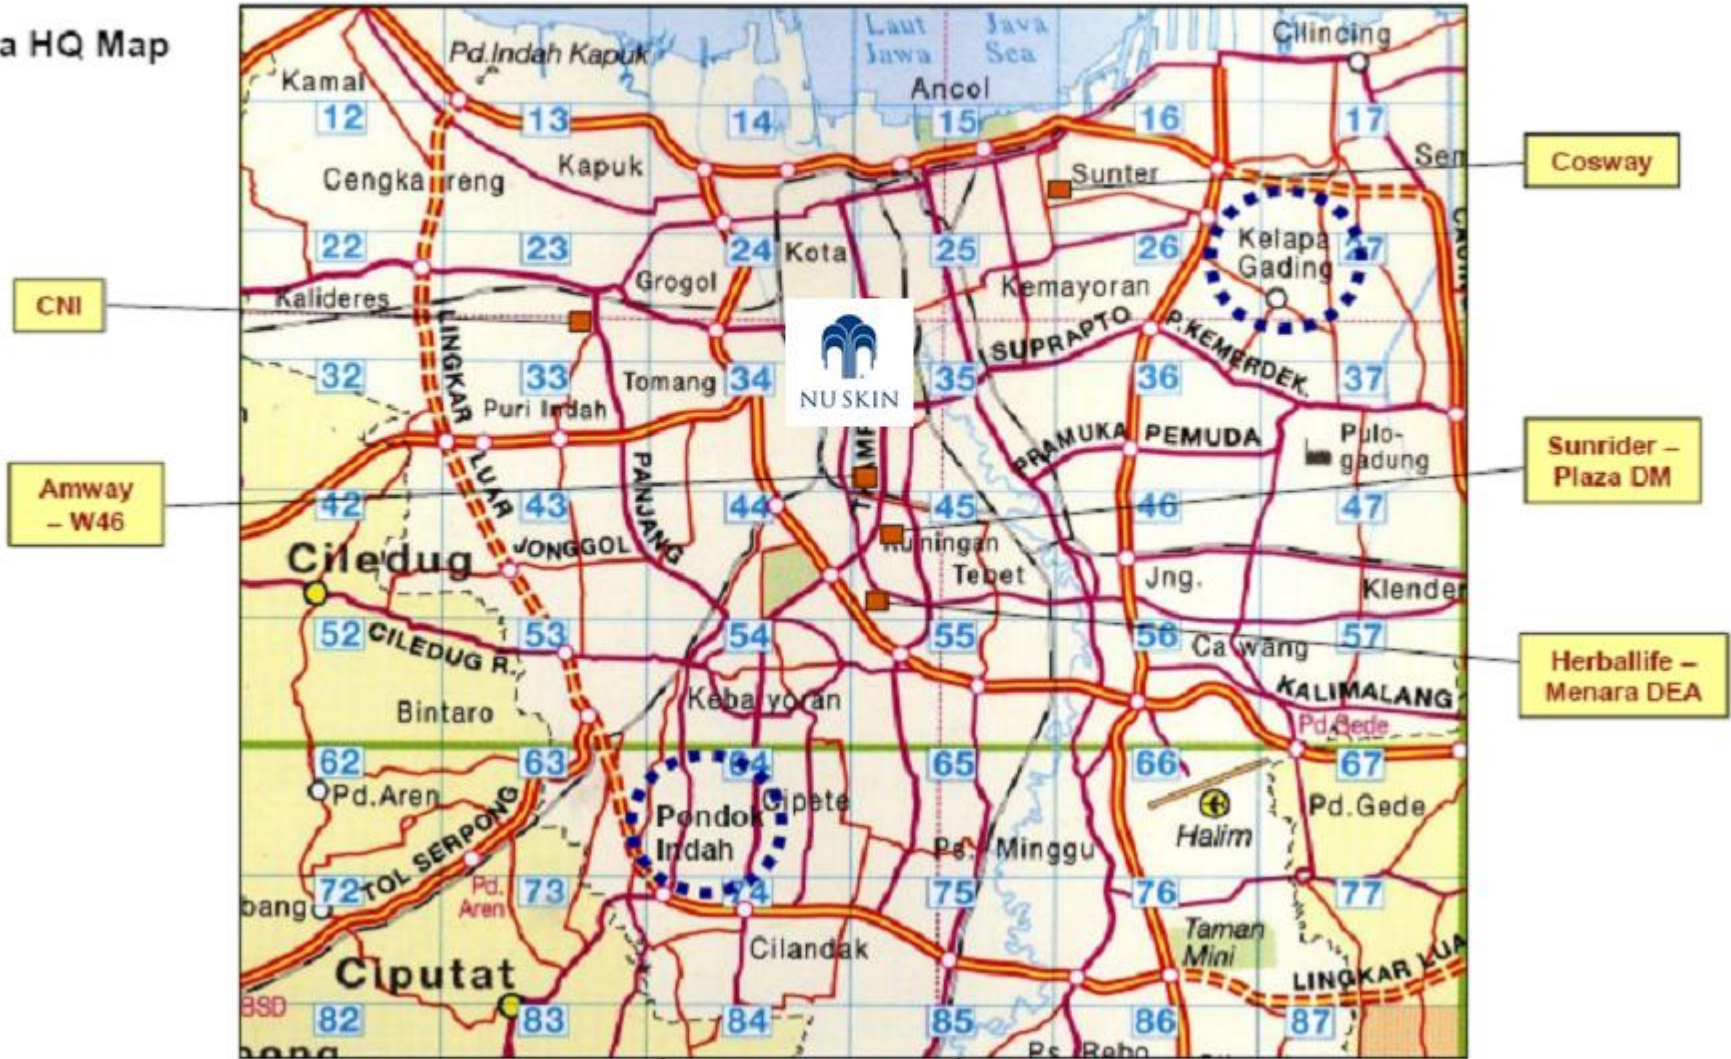 a HQ Map
Laut Java
Jawa Sea
Cilincing
Pd.Indah Kapuk
Kamal
Ancol
12 13 14 15 16 17
Kapuk
Cengkareng
Sunter
Cosway
22 23 24 25 26 27
Kota
Kelapa
Gading
Grogol
Kalideres
Kemayoran
CNI
SUPRAPTO
P.KEMERDEK.
LINGKAR
NU SKIN
32 33 34 35 36 37
Tomang
Puri Indah
PRAMUKA PEMUDA
Pulo-
gadung
Sunrider –
Plaza DM
Amway
– W46
LUAR
PANJANG
42 43 44 45 46 47
JONGGOL
Kuningan
Ciledug
Tebet
Jng.
Klender
52 53 54 55 56 57
CILEDUG R.
Cawang
Herballife –
Menara DEA
KALIMALANG
Kebayoran
Bintaro
Pd.Gede
62 63 64 65 66 67
Pd.Aren
Cipete
Pd.Gede
TOL SERPONG
Pondok
Indah
Halim
Ps. Minggu
72 73 74 75 76 77
Pd.
Aren
bang
Taman
Mini
Cilandak
Ciputat
LINGKAR LUA
BSD
82 83 84 85 86 87
Ps. Rebo